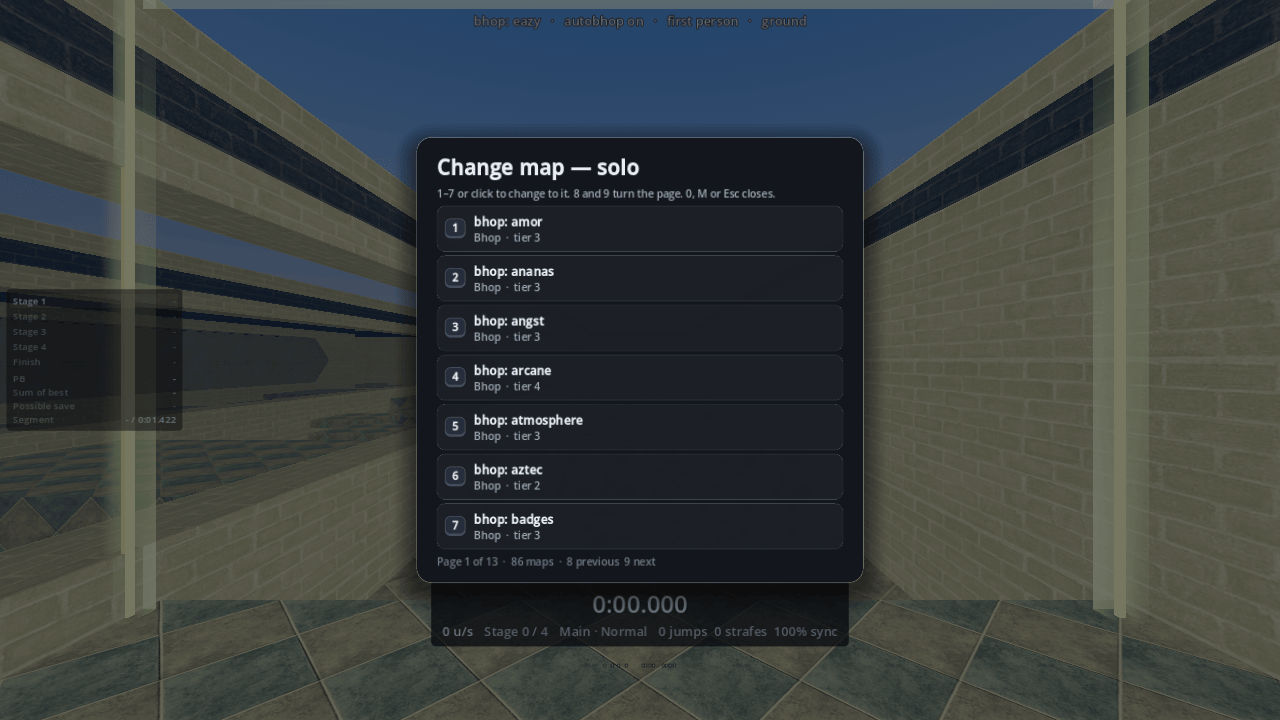 bhop: eazy · autobhop on · first person · ground
Change map — solo
1–7 or click to change to it. 8 and 9 turn the page. 0, M or Esc closes.
1 bhop: amor
Bhop · tier 3
2 bhop: ananas
Bhop · tier 3
3 bhop: angst
Bhop · tier 3
4 bhop: arcane
Bhop · tier 4
5 bhop: atmosphere
Bhop · tier 3
6 bhop: aztec
Bhop · tier 2
7 bhop: badges
Bhop · tier 3
Page 1 of 13 · 86 maps · 8 previous 9 next
Stage 1
Stage 2 -
Stage 3 -
Stage 4 -
Finish -
PB -
Sum of best -
Possible save -
Segment - / 0:01.422
0:00.000
0 u/s Stage 0 / 4 Main · Normal 0 jumps 0 strafes 100% sync